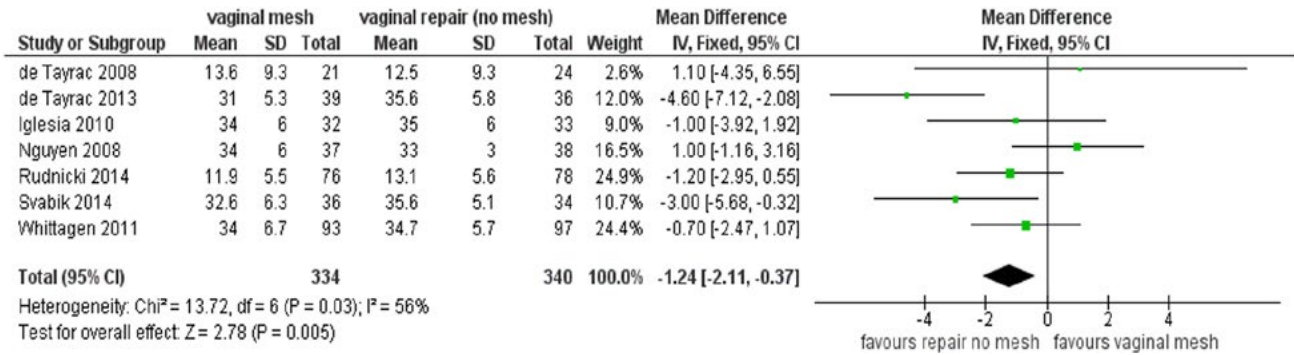 vaginal mesh vaginal repair (no mesh) Mean Difference Mean Difference
Study or Subgroup Mean SD Total Mean SD Total Weight IV, Fixed, 95% CI IV, Fixed, 95% CI
de Tayrac 2008 13.6 9.3 21 12.5 9.3 24 2.6% 1.10 [-4.35, 6.55]
de Tayrac 2013 31 5.3 39 35.6 5.8 36 12.0% -4.60 [-7.12, -2.08]
Iglesia 2010 34 6 32 35 6 33 9.0% -1.00 [-3.92, 1.92]
Nguyen 2008 34 6 37 33 3 38 16.5% 1.00 [-1.16, 3.16]
Rudnicki 2014 11.9 5.5 76 13.1 5.6 78 24.9% -1.20 [-2.95, 0.55]
Svabik 2014 32.6 6.3 36 35.6 5.1 34 10.7% -3.00 [-5.68, -0.32]
Whittagen 2011 34 6.7 93 34.7 5.7 97 24.4% -0.70 [-2.47, 1.07]
Total (95% CI) 334 340 100.0% -1.24 [-2.11, -0.37]
Heterogeneity: Chi² = 13.72, df = 6 (P = 0.03); I² = 56%
Test for overall effect: Z = 2.78 (P = 0.005)
-4 -2 0 2 4
favours repair no mesh favours vaginal mesh